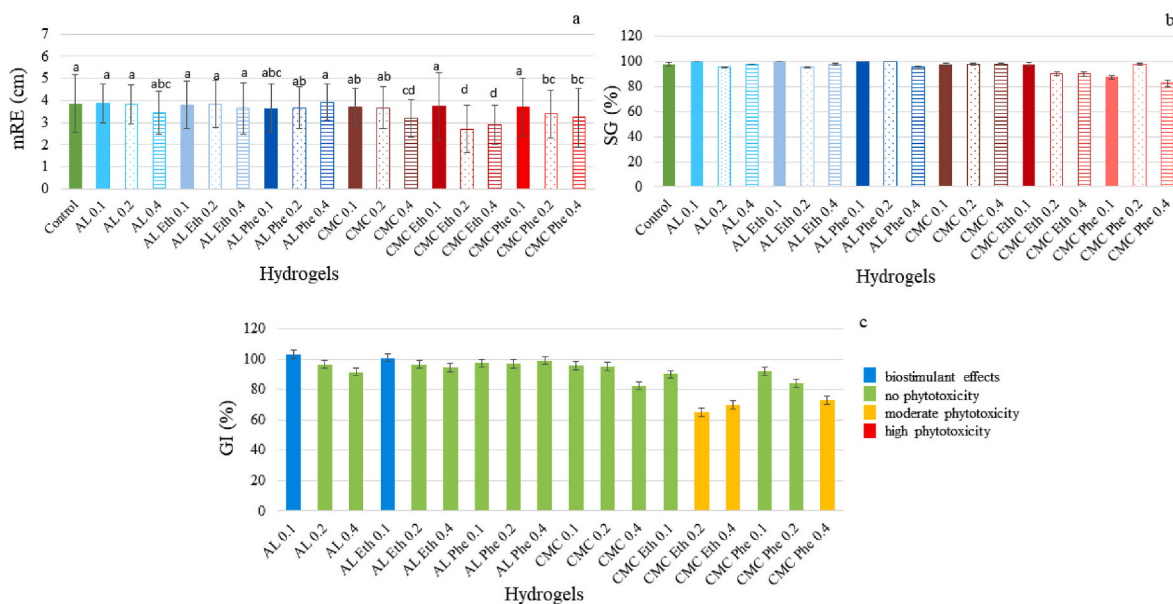 a
mRE (cm)
7
6
5
4
3
2
1
0
a a a abc a a a abc ab a ab ab cd a d d a bc bc
Control
AL 0.1
AL 0.2
AL 0.4
AL Eth 0.1
AL Eth 0.2
AL Eth 0.4
AL Phe 0.1
AL Phe 0.2
AL Phe 0.4
CMC 0.1
CMC 0.2
CMC 0.4
CMC Eth 0.1
CMC Eth 0.2
CMC Eth 0.4
CMC Phe 0.1
CMC Phe 0.2
CMC Phe 0.4
Hydrogels
b
SG (%)
120
100
80
60
40
20
0
Control
AL 0.1
AL 0.2
AL 0.4
AL Eth 0.1
AL Eth 0.2
AL Eth 0.4
AL Phe 0.1
AL Phe 0.2
AL Phe 0.4
CMC 0.1
CMC 0.2
CMC 0.4
CMC Eth 0.1
CMC Eth 0.2
CMC Eth 0.4
CMC Phe 0.1
CMC Phe 0.2
CMC Phe 0.4
Hydrogels
c
GI (%)
120
100
80
60
40
20
0
AL 0.1
AL 0.2
AL 0.4
AL Eth 0.1
AL Eth 0.2
AL Eth 0.4
AL Phe 0.1
AL Phe 0.2
AL Phe 0.4
CMC 0.1
CMC 0.2
CMC 0.4
CMC Eth 0.1
CMC Eth 0.2
CMC Eth 0.4
CMC Phe 0.1
CMC Phe 0.2
CMC Phe 0.4
Hydrogels
biostimulant effects
no phytotoxicity
moderate phytotoxicity
high phytotoxicity